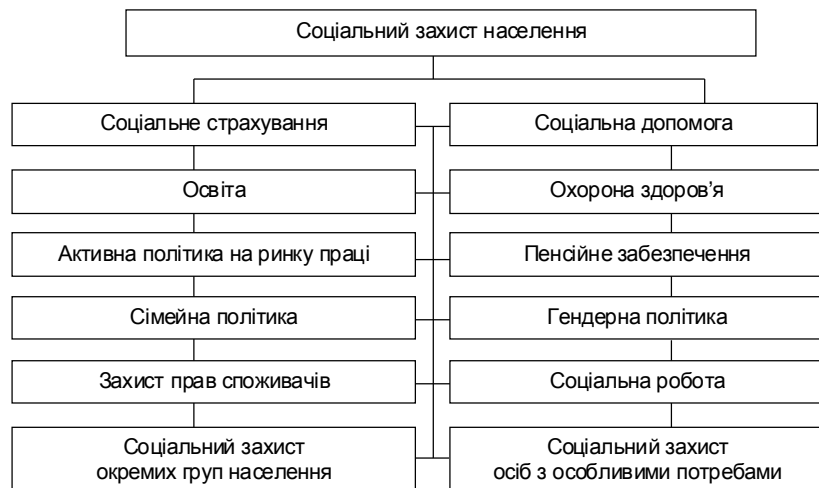 Соціальний захист населення
Соціальне страхування
Соціальна допомога
Освіта
Охорона здоров’я
Активна політика на ринку праці
Пенсійне забезпечення
Сімейна політика
Гендерна політика
Захист прав споживачів
Соціальна робота
Соціальний захист
окремих груп населення
Соціальний захист
осіб з особливими потребами